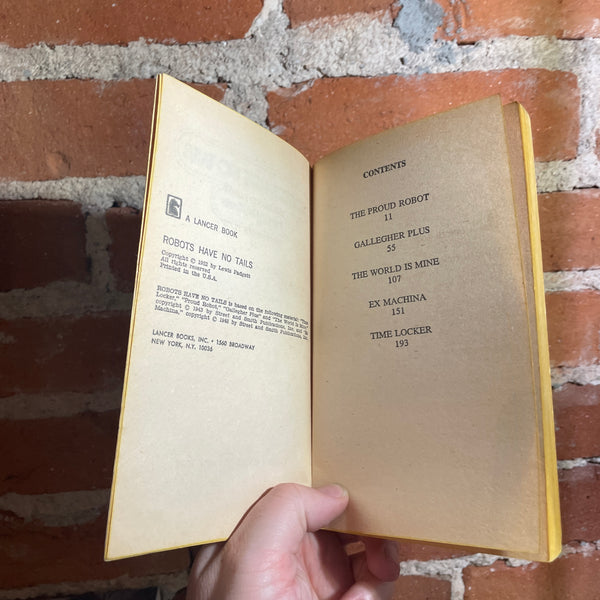 A LANCER BOOK
ROBOTS HAVE NO TAILS
Copyright © 1952 by Lewis Padgett
All rights reserved
Printed in the U.S.A.
ROBOTS HAVE NO TAILS is based on the following material: "Time
Locker," "Proud Robot," "Gallegher Plus" and "The World Is Mine"
copyright © 1943 by Street and Smith Publications, Inc. and "Ex
Machina," copyright © 1948 by Street and Smith Publications, Inc.
LANCER BOOKS, INC. • 1560 BROADWAY
NEW YORK, N.Y. 10036
CONTENTS
THE PROUD ROBOT
11
GALLEGHER PLUS
55
THE WORLD IS MINE
107
EX MACHINA
151
TIME LOCKER
193